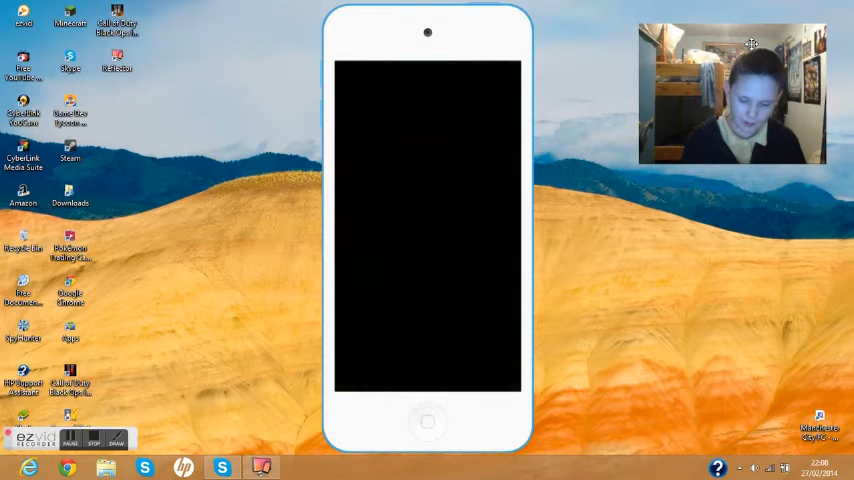 ezvid
Minecraft
Call of Duty
Black Ops I...
Free
YouTube ...
Skype
Reflector
CyberLink
YouCam
Game Dev
Tycoon ...
CyberLink
Media Suite
Steam
Amazon
Downloads
Recycle Bin
Pokémon
Trading Ca...
Free
Documen...
Google
Chrome
SpyHunter
Apps
HP Support
Assistant
Call of Duty
Black Ops I...
ezvid
RECORDER
PAUSE
STOP
DRAW
Manchester
City FC - ...
hp
22:08
27/02/2014